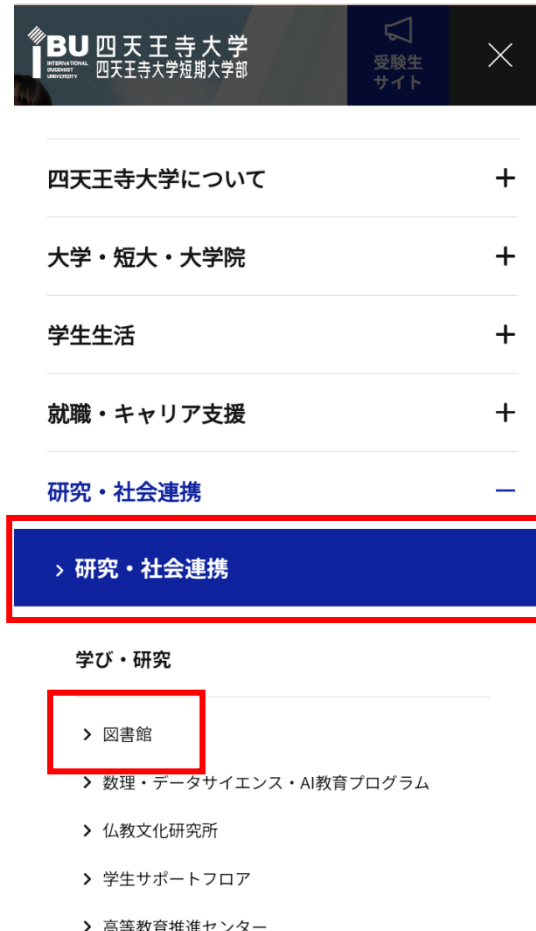 IBU 四天王寺大学
INTERNATIONAL
BUDDHIST
UNIVERSITY
四天王寺大学短期大学部
受験生
サイト
四天王寺大学について
大学・短大・大学院
学生生活
就職・キャリア支援
研究・社会連携
研究・社会連携
学び・研究
図書館
数理・データサイエンス・AI教育プログラム
仏教文化研究所
学生サポートフロア
高等教育推進センター